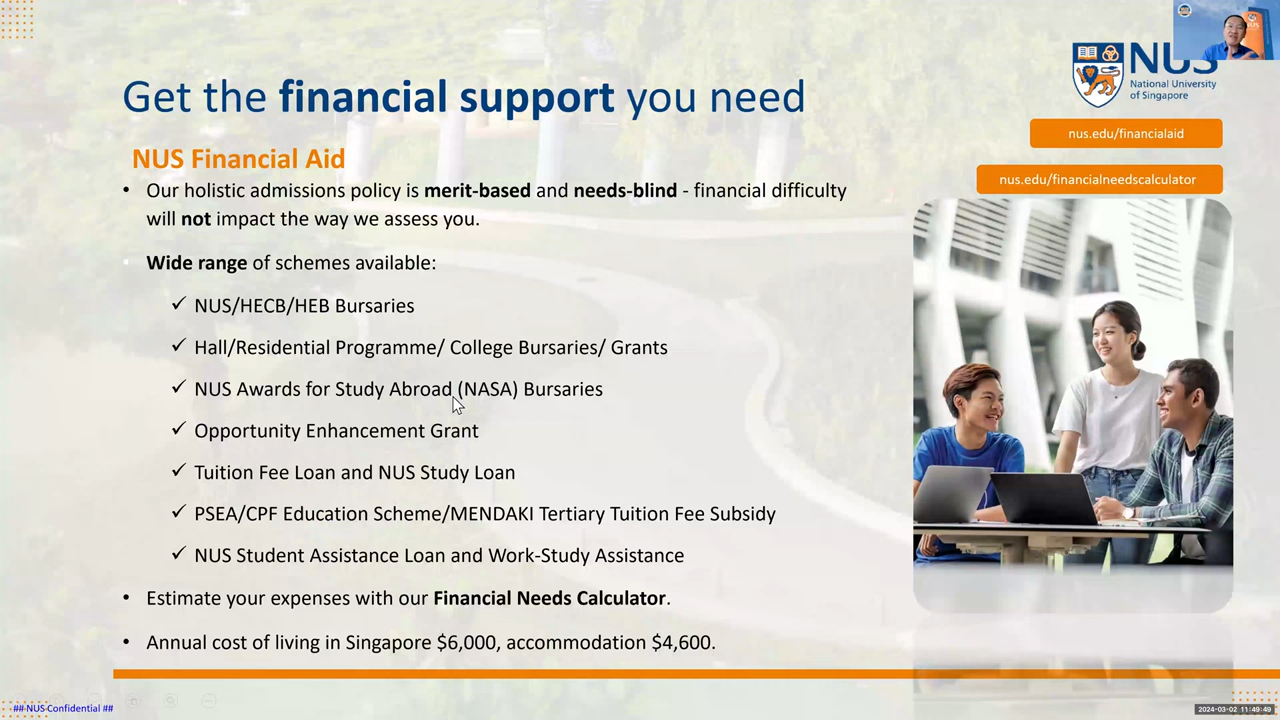 Get the financial support you need
NUS
National University
of Singapore
nus.edu/financialaid
nus.edu/financialneedscalculator
NUS Financial Aid
• Our holistic admissions policy is merit-based and needs-blind - financial difficulty
will not impact the way we assess you.
• Wide range of schemes available:
✓ NUS/HECB/HEB Bursaries
✓ Hall/Residential Programme/ College Bursaries/ Grants
✓ NUS Awards for Study Abroad (NASA) Bursaries
✓ Opportunity Enhancement Grant
✓ Tuition Fee Loan and NUS Study Loan
✓ PSEA/CPF Education Scheme/MENDAKI Tertiary Tuition Fee Subsidy
✓ NUS Student Assistance Loan and Work-Study Assistance
• Estimate your expenses with our Financial Needs Calculator.
• Annual cost of living in Singapore $6,000, accommodation $4,600.
## NUS Confidential ##
2024-03-02 11:49:49